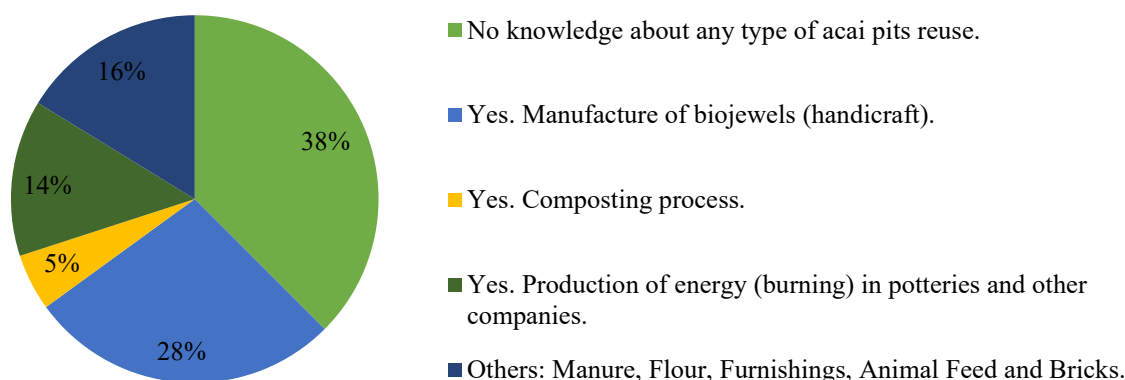 No knowledge about any type of acai pits reuse.
16%
38%
Yes. Manufacture of biojewels (handicraft).
14%
Yes. Composting process.
5%
Yes. Production of energy (burning) in potteries and other
companies.
28%
Others: Manure, Flour, Furnishings, Animal Feed and Bricks.